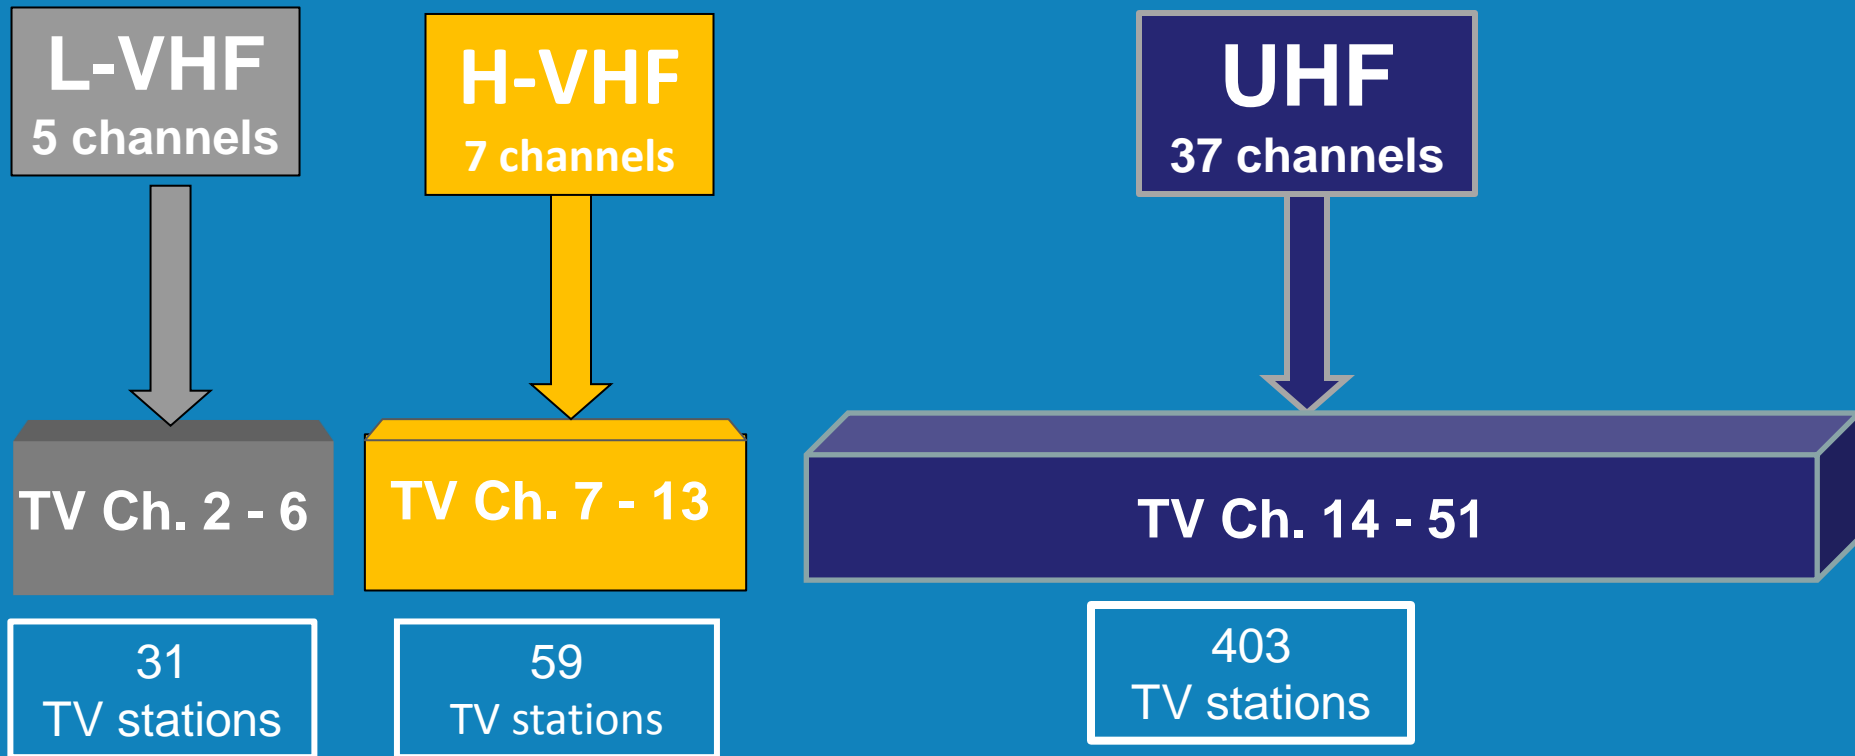 L-VHF
5 channels
H-VHF
7 channels
UHF
37 channels
TV Ch. 2 - 6
TV Ch. 7 - 13
TV Ch. 14 - 51
31
TV stations
59
TV stations
403
TV stations